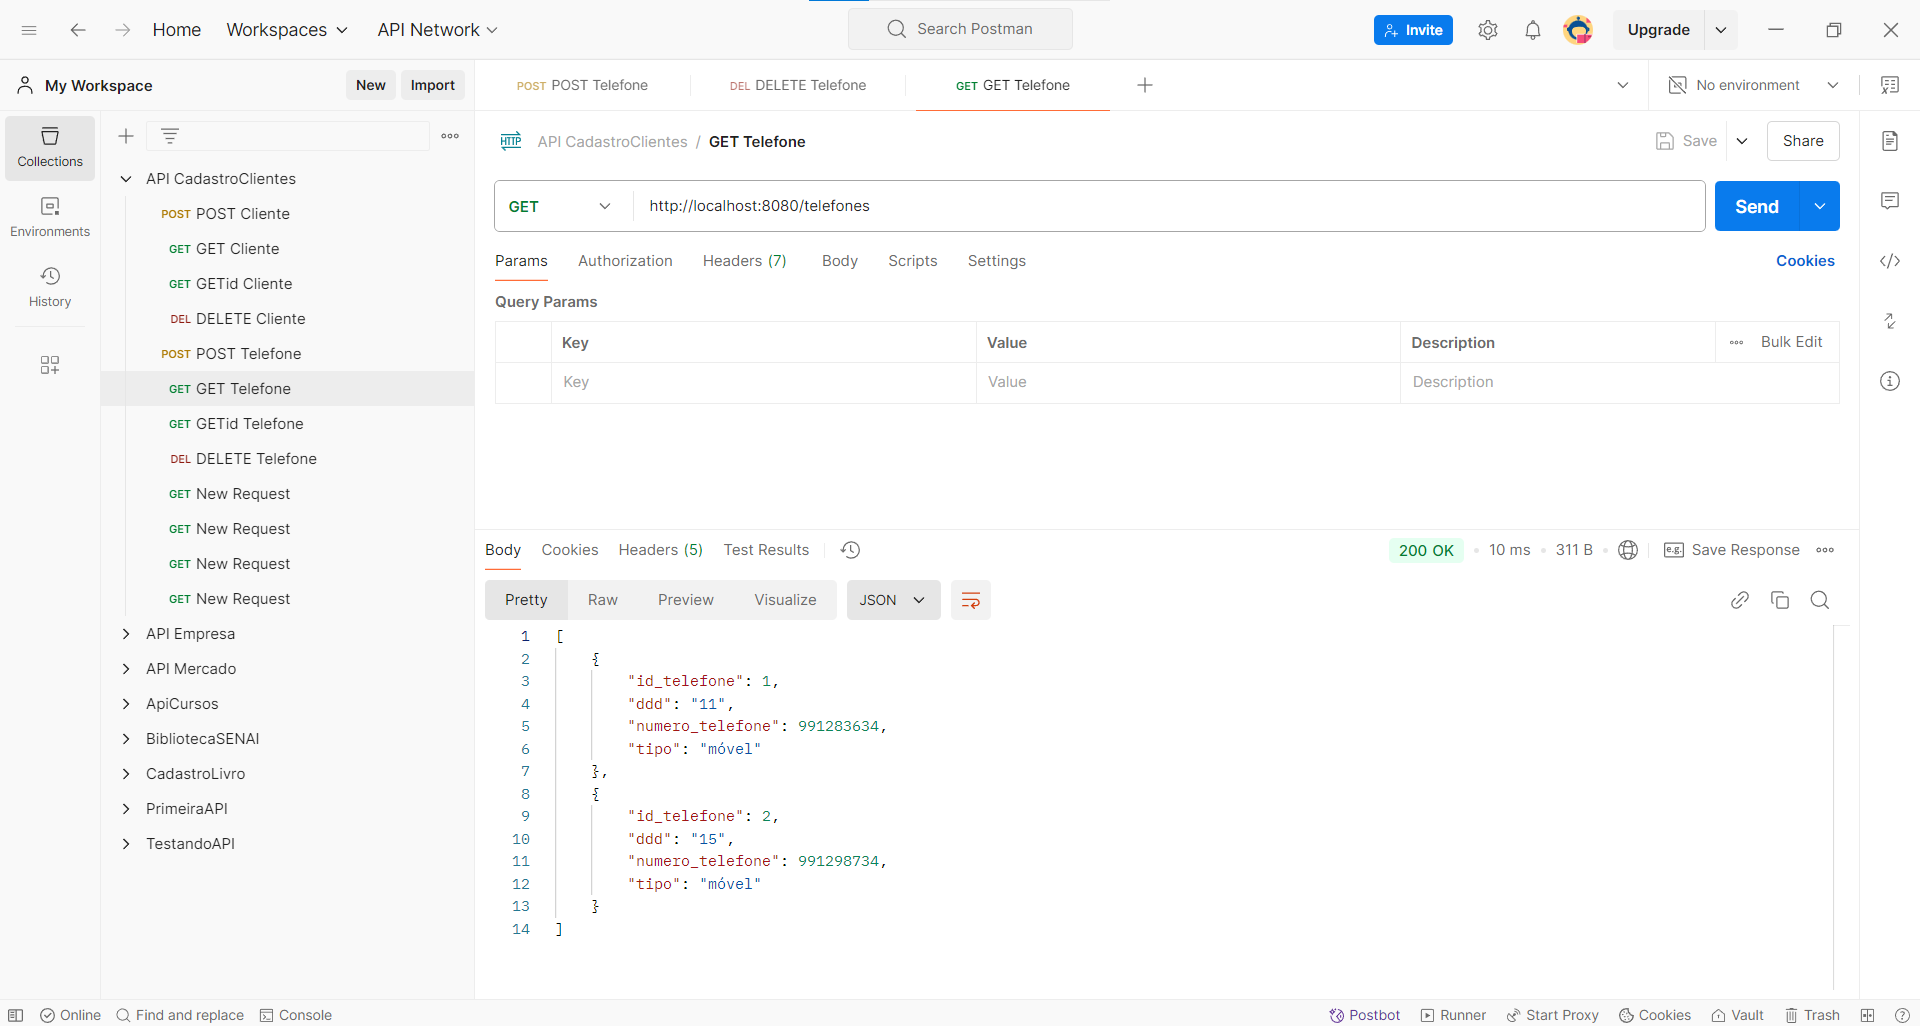 Home Workspaces API Network Search Postman Invite Upgrade
My Workspace New Import POST POST Telefone DEL DELETE Telefone GET GET Telefone No environment
Collections
Environments
History
API CadastroClientes
POST POST Cliente
GET GET Cliente
GET GETid Cliente
DEL DELETE Cliente
POST POST Telefone
GET GET Telefone
GET GETid Telefone
DEL DELETE Telefone
GET New Request
GET New Request
GET New Request
GET New Request
API Empresa
API Mercado
ApiCursos
BibliotecaSENAI
CadastroLivro
PrimeiraAPI
TestandoAPI
HTTP API CadastroClientes / GET Telefone Save Share
GET http://localhost:8080/telefones Send
Params Authorization Headers (7) Body Scripts Settings Cookies
Query Params
Key Value Description Bulk Edit
Key Value Description
Body Cookies Headers (5) Test Results 200 OK 10 ms 311 B e.g. Save Response
Pretty Raw Preview Visualize JSON
1 [
2 {
3 "id_telefone": 1,
4 "ddd": "11",
5 "numero_telefone": 991283634,
6 "tipo": "móvel"
7 },
8 {
9 "id_telefone": 2,
10 "ddd": "15",
11 "numero_telefone": 991298734,
12 "tipo": "móvel"
13 }
14 ]
Online Find and replace Console Postbot Runner Start Proxy Cookies Vault Trash